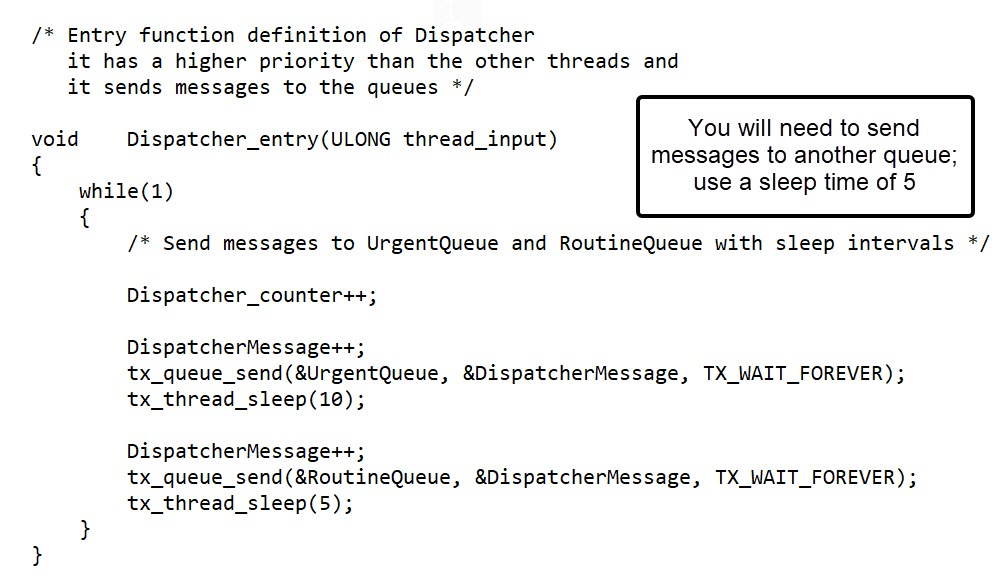 /* Entry function definition of Dispatcher
it has a higher priority than the other threads and
it sends messages to the queues */
You will need to send
messages to another queue;
use a sleep time of 5
void    Dispatcher_entry(ULONG thread_input)
{
while(1)
{
/* Send messages to UrgentQueue and RoutineQueue with sleep intervals */
Dispatcher_counter++;
DispatcherMessage++;
tx_queue_send(&UrgentQueue, &DispatcherMessage, TX_WAIT_FOREVER);
tx_thread_sleep(10);
DispatcherMessage++;
tx_queue_send(&RoutineQueue, &DispatcherMessage, TX_WAIT_FOREVER);
tx_thread_sleep(5);
}
}